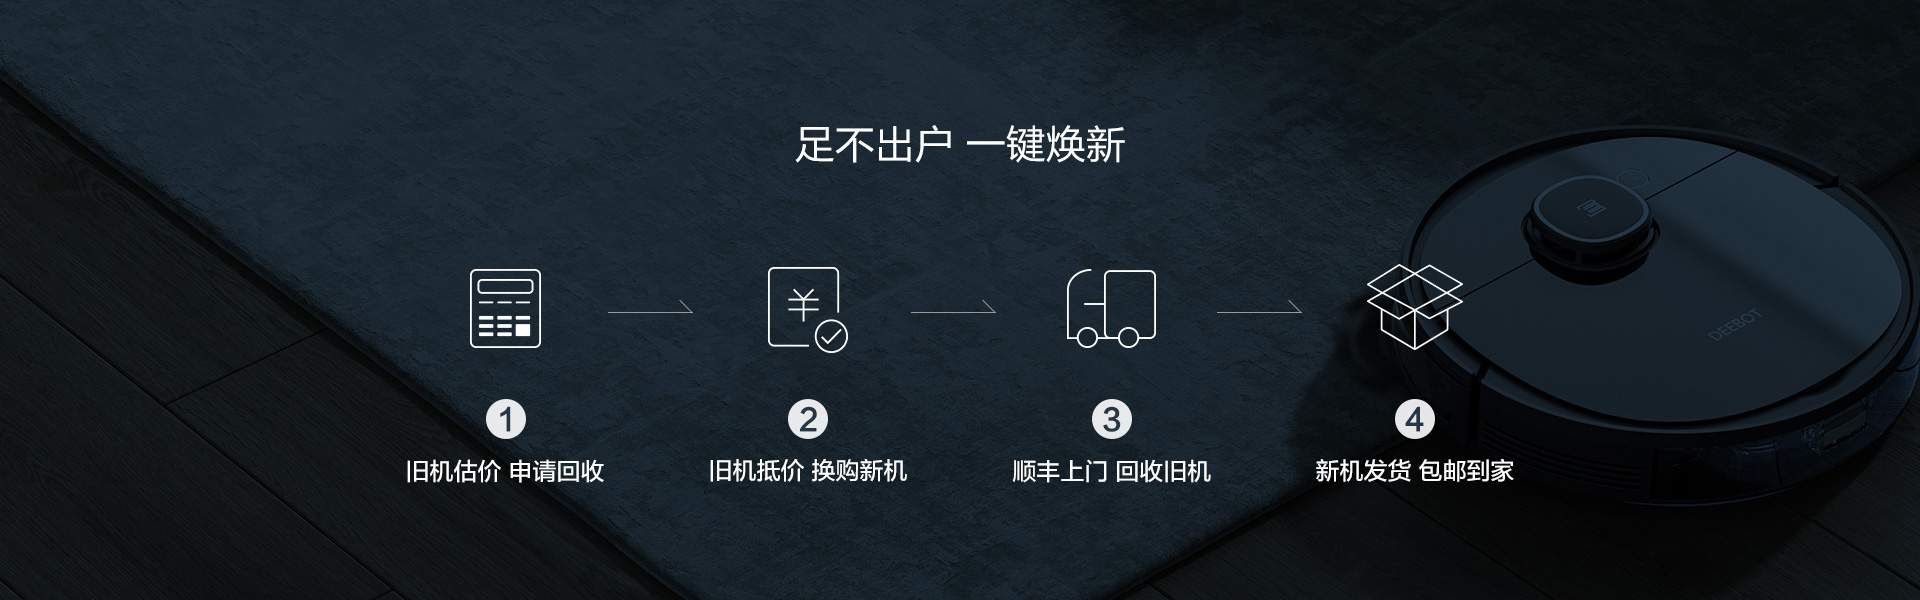 足不出户 一键焕新
¥
1
旧机估价 申请回收
2
旧机抵价 换购新机
3
顺丰上门 回收旧机
4
新机发货 包邮到家
DEEBOT